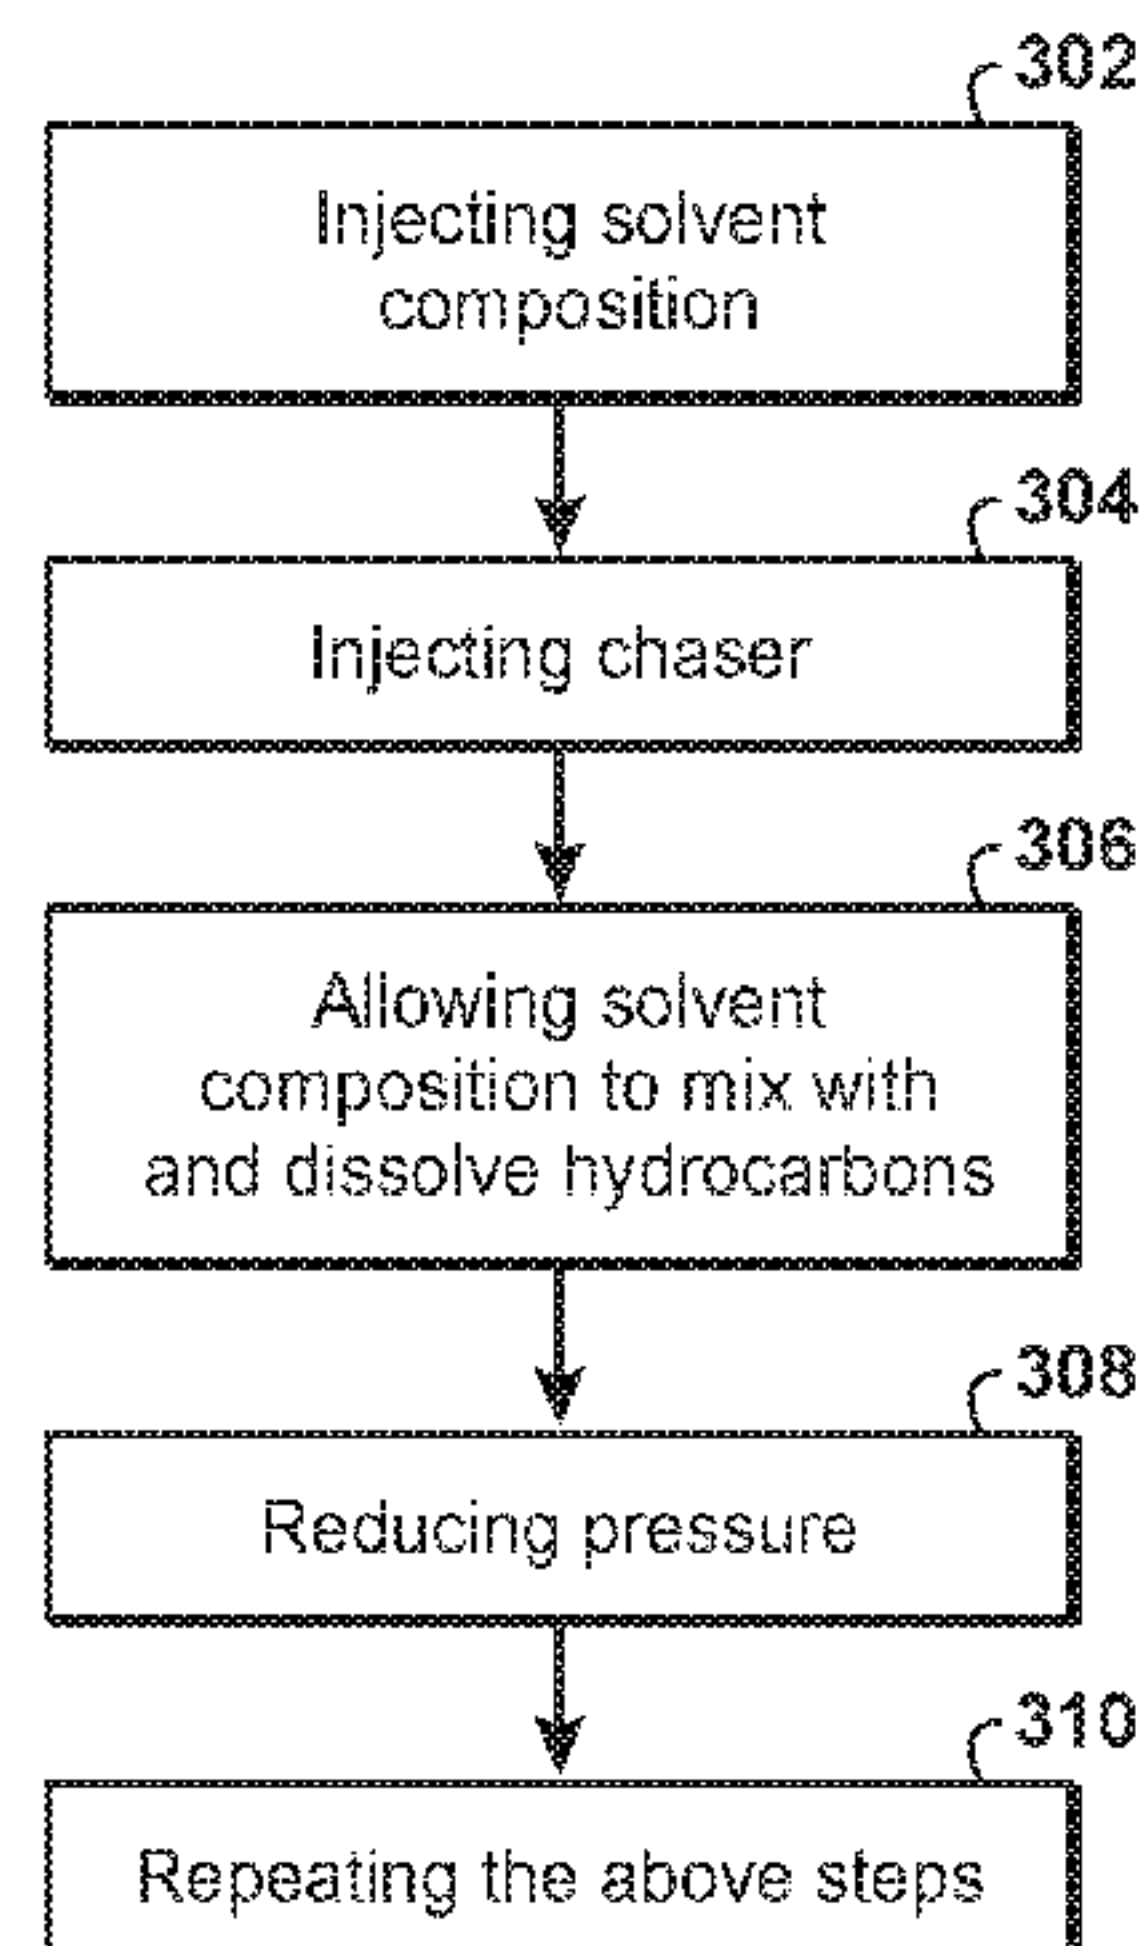 302
Injecting solvent
composition
304
Injecting chaser
306
Allowing solvent
composition to mix with
and dissolve hydrocarbons
308
Reducing pressure
310
Repeating the above steps